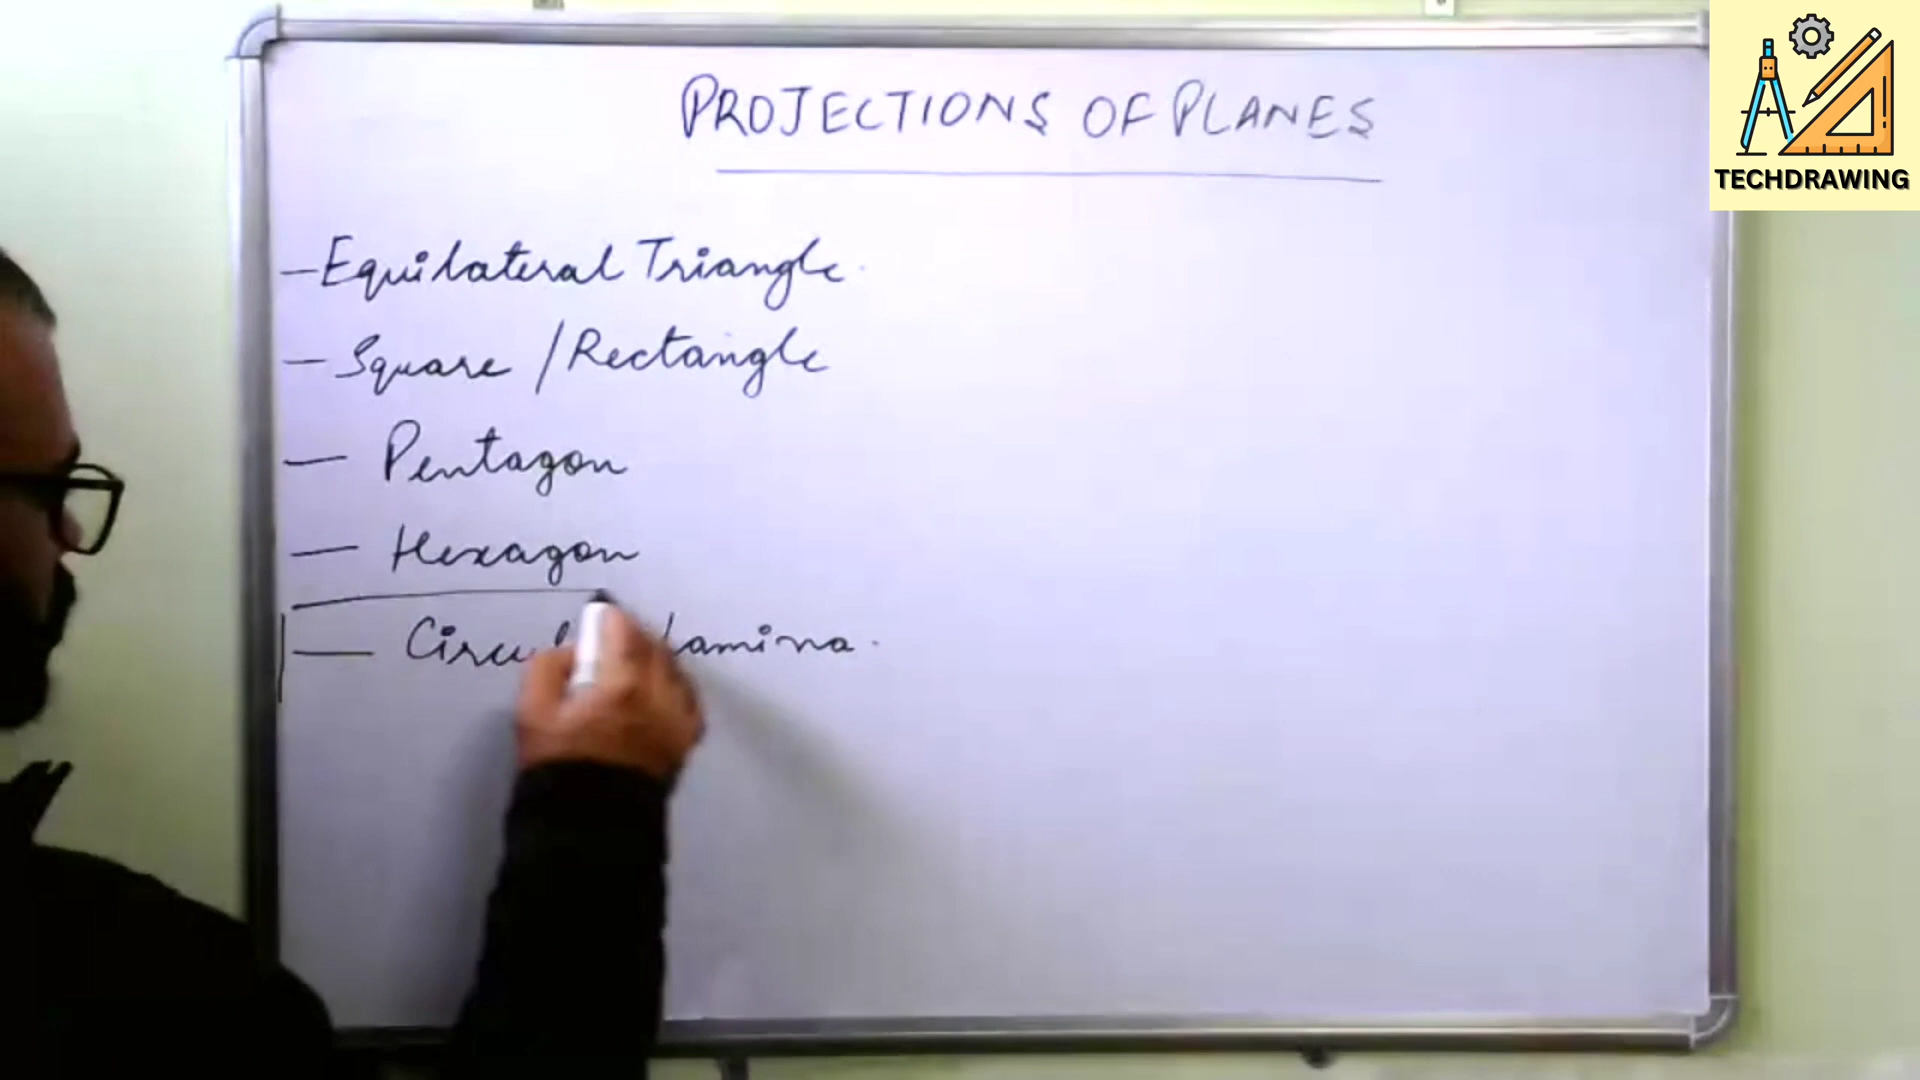 PROJECTIONS OF PLANES
TECHDRAWING
— Equilateral Triangle.
— Square / Rectangle
— Pentagon
— Hexagon
— lamina.